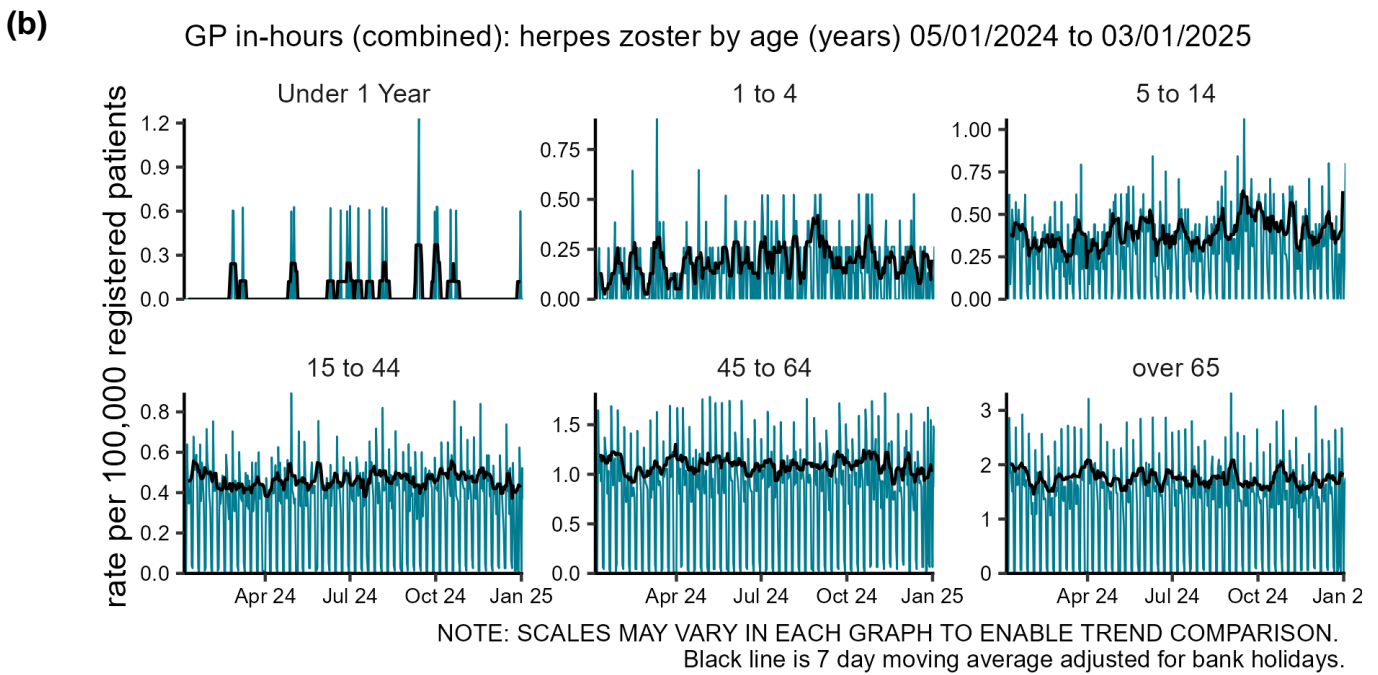 (b)
GP in-hours (combined): herpes zoster by age (years) 05/01/2024 to 03/01/2025
rate per 100,000 registered patients
Under 1 Year
1.2
0.9
0.6
0.3
0.0
1 to 4
0.75
0.50
0.25
0.00
5 to 14
1.00
0.75
0.50
0.25
0.00
15 to 44
0.8
0.6
0.4
0.2
0.0
Apr 24 Jul 24 Oct 24 Jan 25
45 to 64
1.5
1.0
0.5
0.0
Apr 24 Jul 24 Oct 24 Jan 25
over 65
3
2
1
0
Apr 24 Jul 24 Oct 24 Jan 2
NOTE: SCALES MAY VARY IN EACH GRAPH TO ENABLE TREND COMPARISON.
Black line is 7 day moving average adjusted for bank holidays.